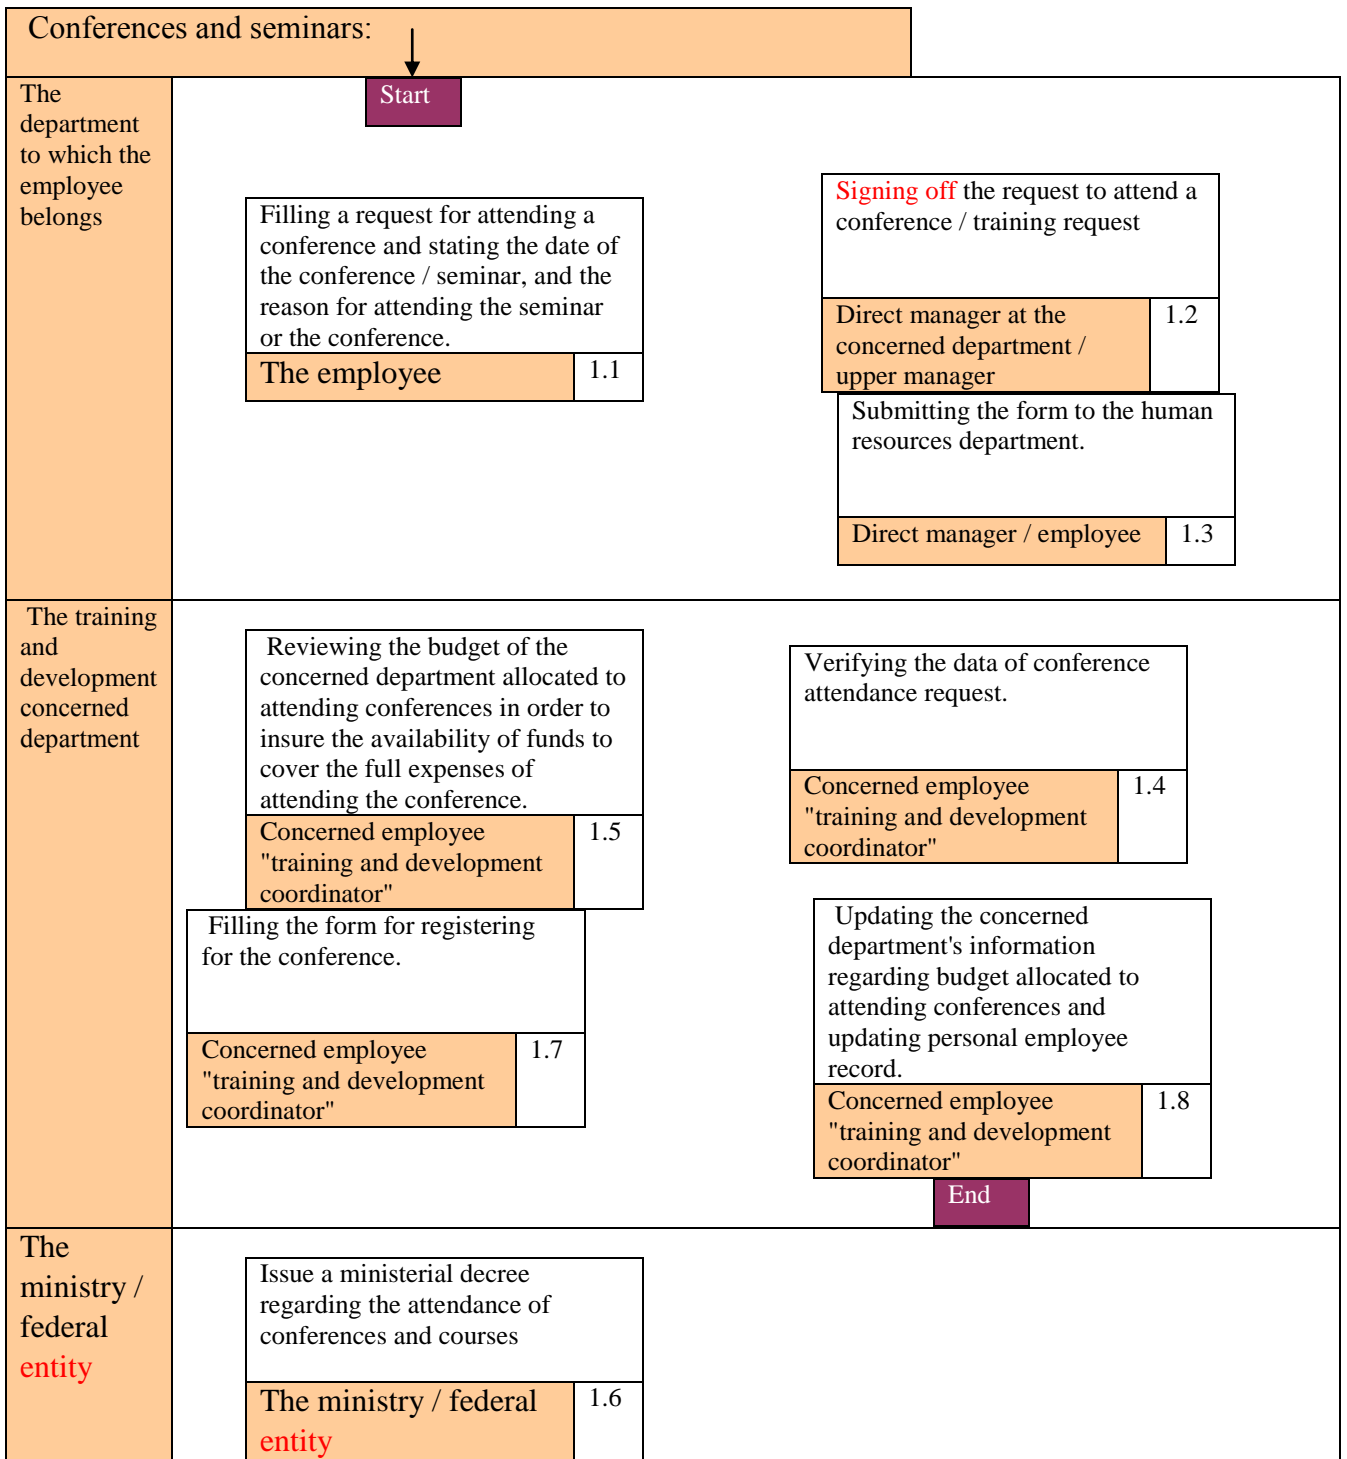 Conferences and seminars:
Start
The
department
to which the
employee
belongs
Filling a request for attending a
conference and stating the date of
the conference / seminar, and the
reason for attending the seminar
or the conference.
The employee
1.1
Signing off the request to attend a
conference / training request
Direct manager at the
concerned department /
upper manager
1.2
Submitting the form to the human
resources department.
Direct manager / employee
1.3
The training
and
development
concerned
department
Reviewing the budget of the
concerned department allocated to
attending conferences in order to
insure the availability of funds to
cover the full expenses of
attending the conference.
Concerned employee
"training and development
coordinator"
1.5
Verifying the data of conference
attendance request.
Concerned employee
"training and development
coordinator"
1.4
Filling the form for registering
for the conference.
Concerned employee
"training and development
coordinator"
1.7
Updating the concerned
department's information
regarding budget allocated to
attending conferences and
updating personal employee
record.
Concerned employee
"training and development
coordinator"
1.8
End
The
ministry /
federal
entity
Issue a ministerial decree
regarding the attendance of
conferences and courses
The ministry / federal
entity
1.6